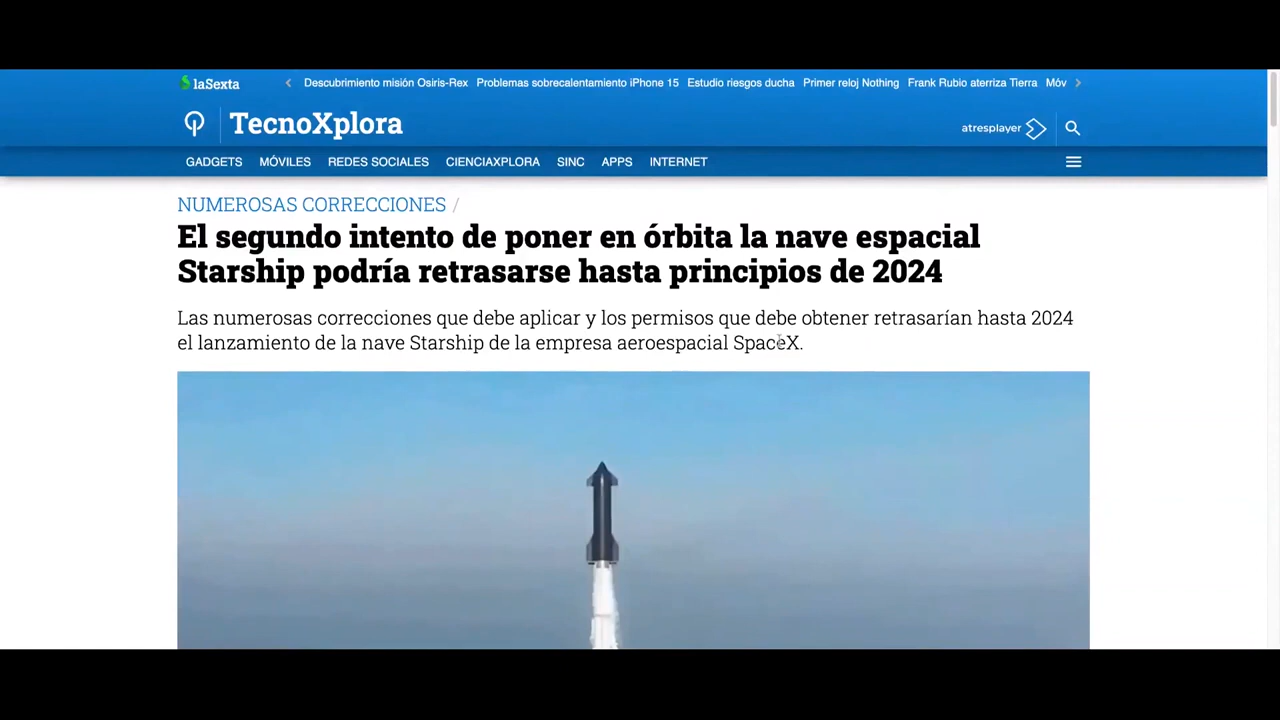 laSexta
Descubrimiento misión Osiris-Rex Problemas sobrecalentamiento iPhone 15 Estudio riesgos ducha Primer reloj Nothing Frank Rubio aterriza Tierra Móv
TecnoXplora
atresplayer
GADGETS MÓVILES REDES SOCIALES CIENCIAXPLORA SINC APPS INTERNET
NUMEROSAS CORRECCIONES /
El segundo intento de poner en órbita la nave espacial
Starship podría retrasarse hasta principios de 2024
Las numerosas correcciones que debe aplicar y los permisos que debe obtener retrasarían hasta 2024
el lanzamiento de la nave Starship de la empresa aeroespacial SpaceX.